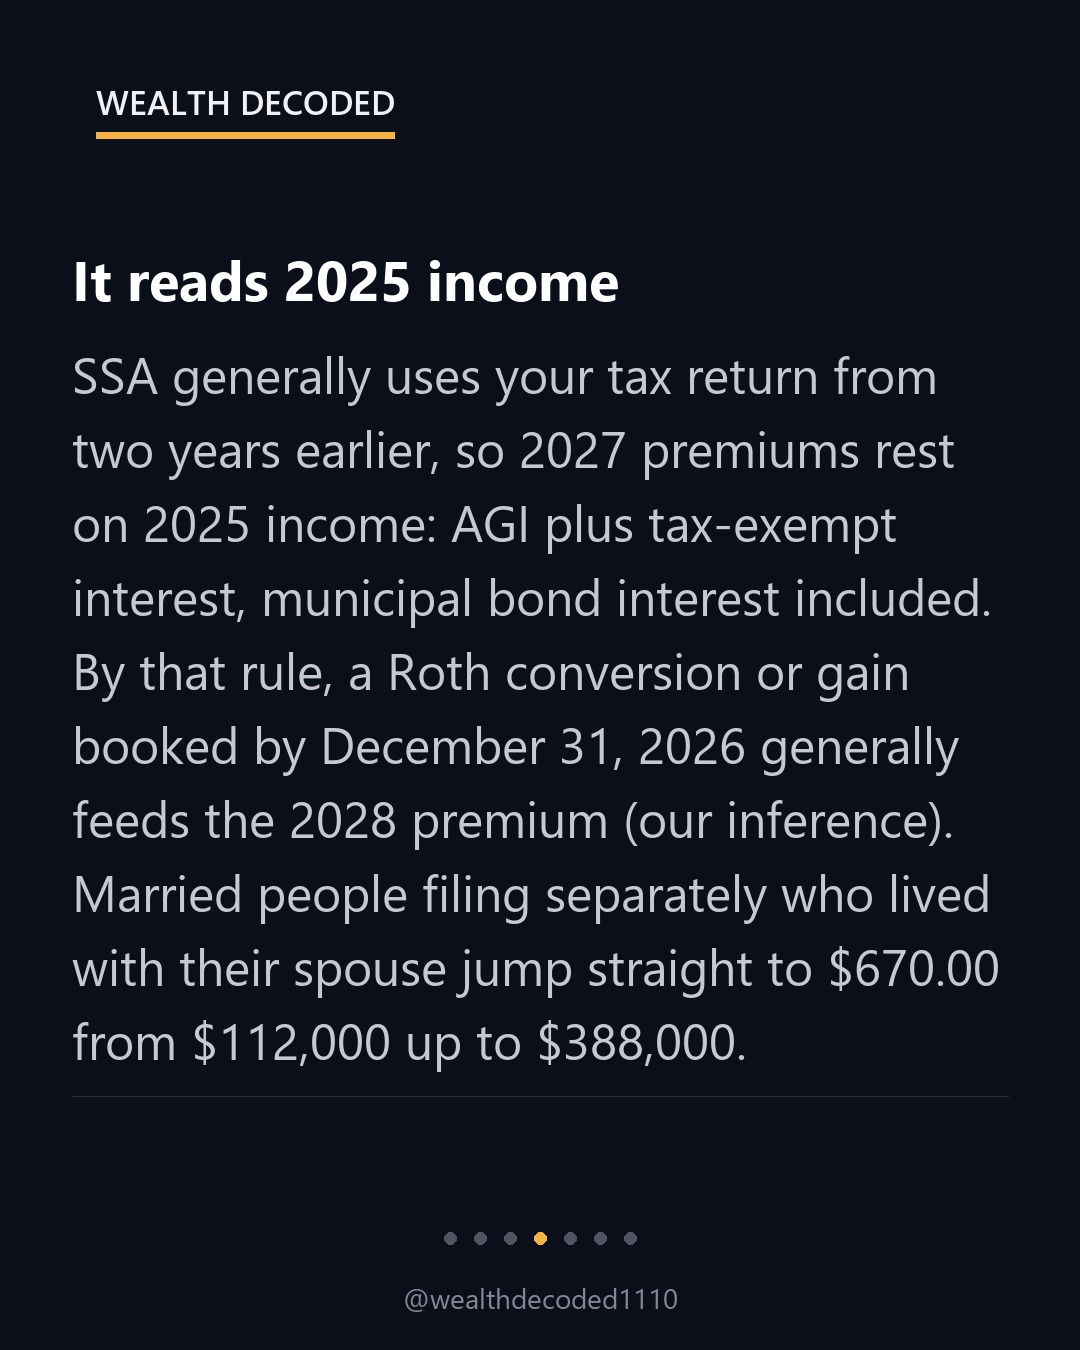 WEALTH DECODED
It reads 2025 income
SSA generally uses your tax return from
two years earlier, so 2027 premiums rest
on 2025 income: AGI plus tax-exempt
interest, municipal bond interest included.
By that rule, a Roth conversion or gain
booked by December 31, 2026 generally
feeds the 2028 premium (our inference).
Married people filing separately who lived
with their spouse jump straight to $670.00
from $112,000 up to $388,000.
@wealthdecoded1110